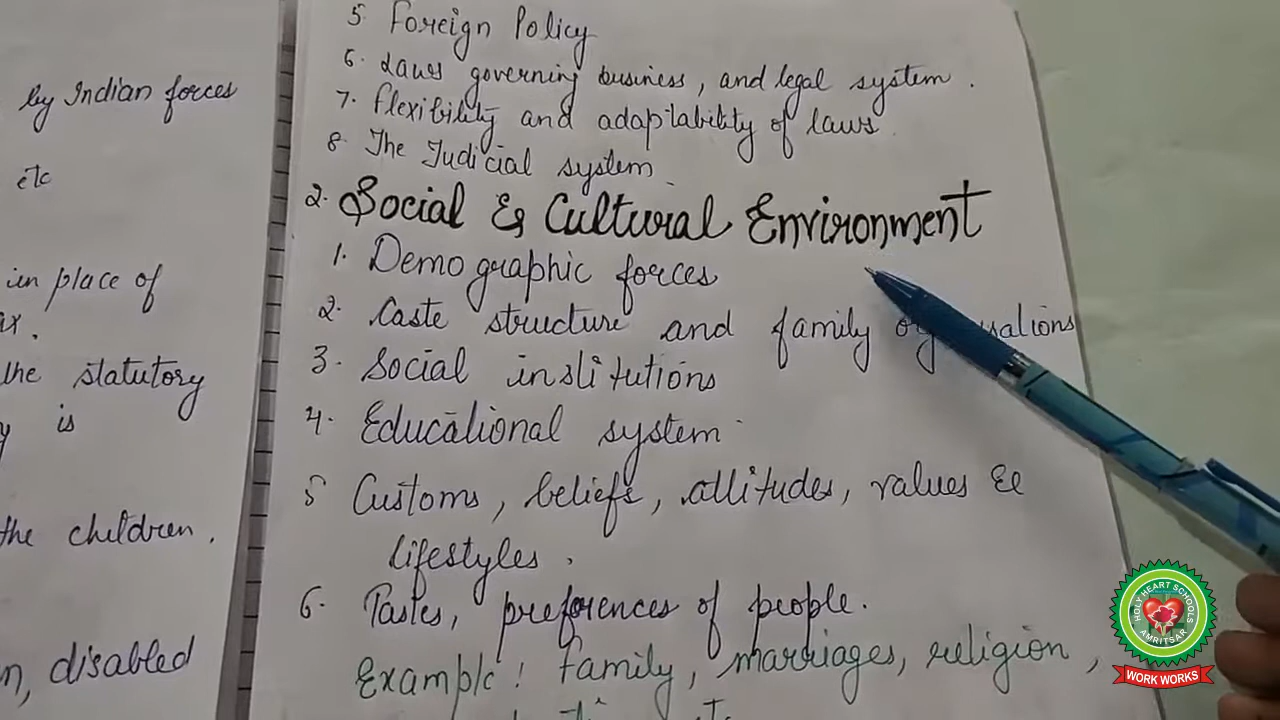 by Indian forces
etc
in place of
the statutory
is
the children.
disabled
5. Foreign Policy
6. Laws governing business, and legal system.
7. Flexibility and adaptability of laws
8. The Judicial system
2. Social & Cultural Environment
1. Demographic forces
2. Caste structure and family
3. Social institutions
4. Educational system
5 Customs, beliefs, attitudes, values &
lifestyles.
6. Tastes, preferences of people.
Example: family, marriages, religion,
HOLY HEART SCHOOLS
AMRITSAR
WORK WORKS